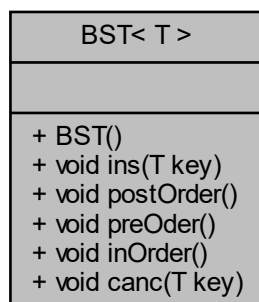 BST< T >
+ BST()
+ void ins(T key)
+ void postOrder()
+ void preOder()
+ void inOrder()
+ void canc(T key)